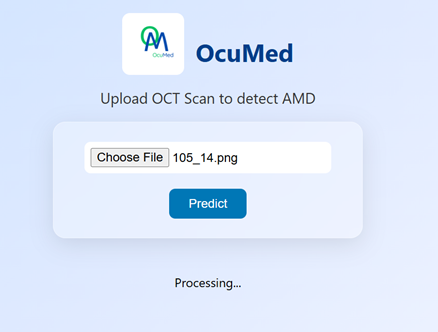 OcuMed
OcuMed
Upload OCT Scan to detect AMD
Choose File 105_14.png
Predict
Processing...